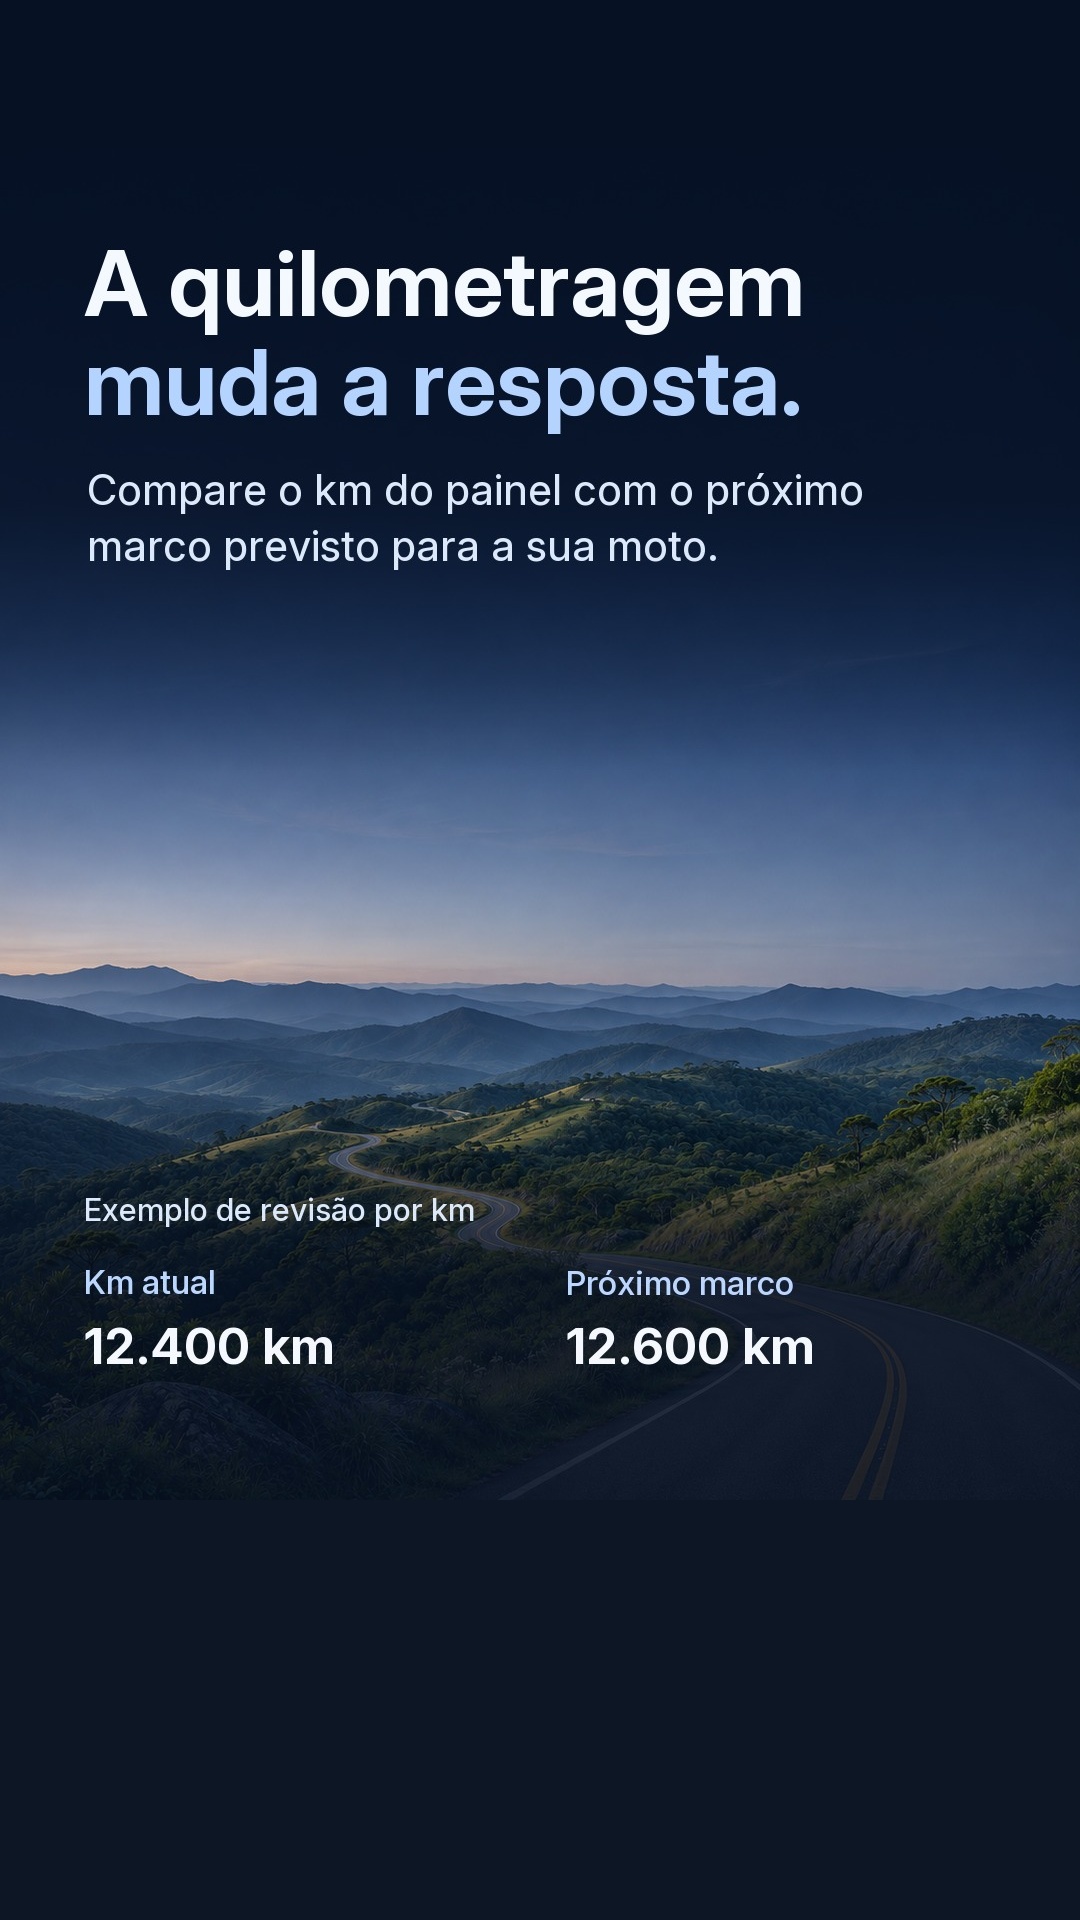 A quilometragem
muda a resposta.
Compare o km do painel com o próximo
marco previsto para a sua moto.
Exemplo de revisão por km
Km atual
12.400 km
Próximo marco
12.600 km